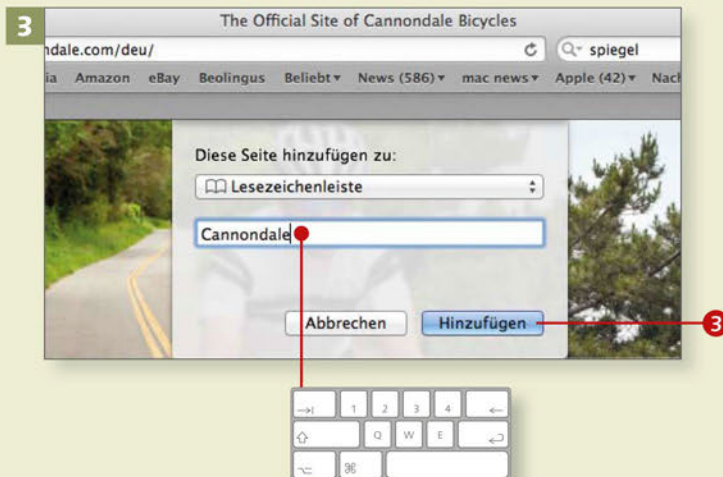 3
The Official Site of Cannondale Bicycles
ndale.com/deu/
spiegel
ia Amazon eBay Beolingus Beliebt▾ News (586)▾ mac news▾ Apple (42)▾ Nach
Diese Seite hinzufügen zu:
Lesezeichenleiste
Cannondale
Abbrechen Hinzufügen
3
1 2 3 4
Q W E